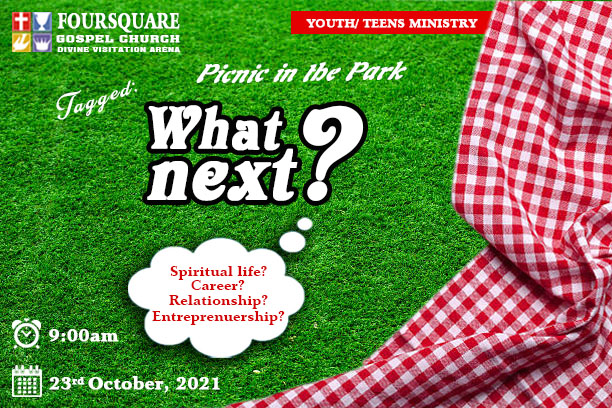 FOURSQUARE
GOSPEL CHURCH
DIVINE VISITATION ARENA
YOUTH/ TEENS MINISTRY
Picnic in the Park
Tagged:
What
next?
Spiritual life?
Career?
Relationship?
Entreprenuership?
9:00am
23rd October, 2021